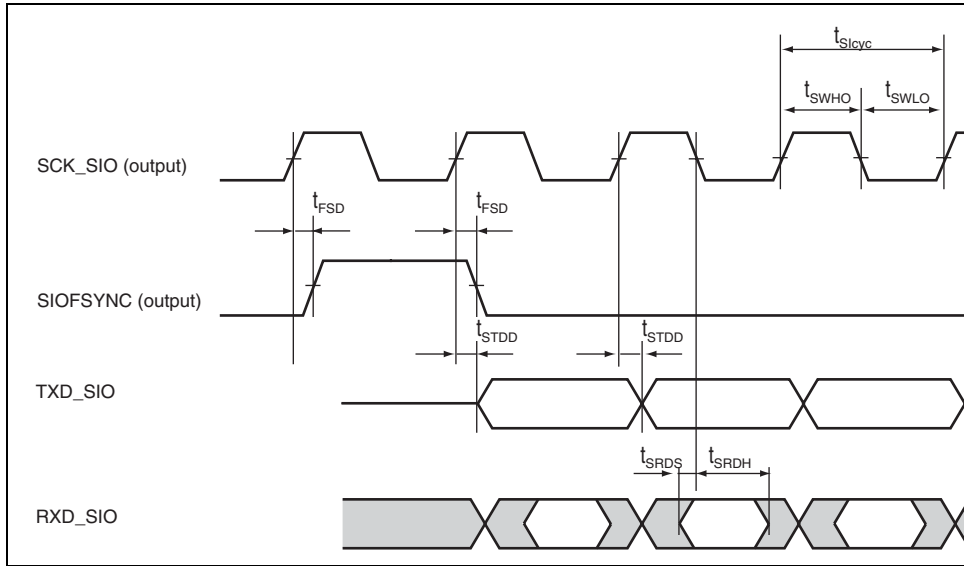 tSIcyc
tSWHO tSWLO
SCK_SIO (output)
tFSD tFSD
SIOFSYNC (output)
tSTDD tSTDD
TXD_SIO
tSRDS tSRDH
RXD_SIO